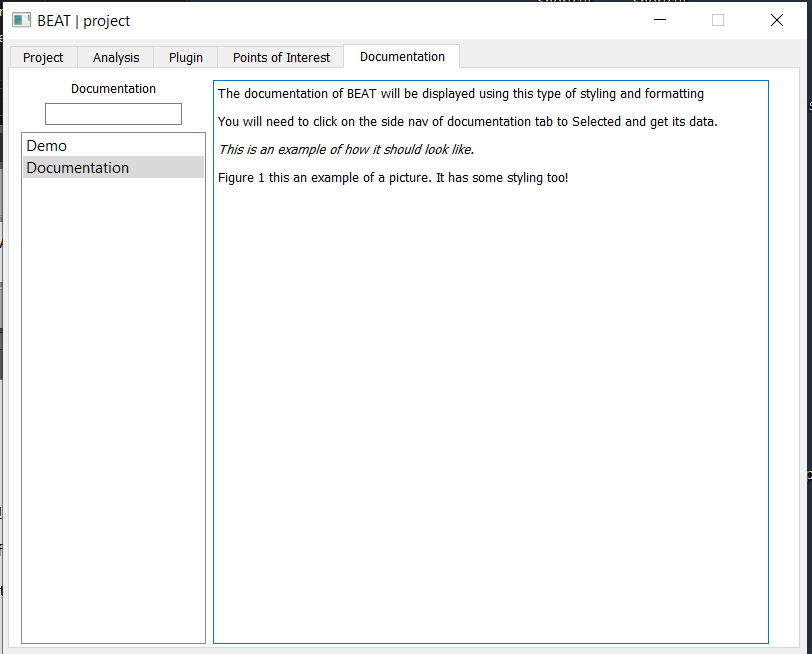 BEAT | project
Project Analysis Plugin Points of Interest Documentation
Documentation
Demo
Documentation
The documentation of BEAT will be displayed using this type of styling and formatting
You will need to click on the side nav of documentation tab to Selected and get its data.
This is an example of how it should look like.
Figure 1 this an example of a picture. It has some styling too!